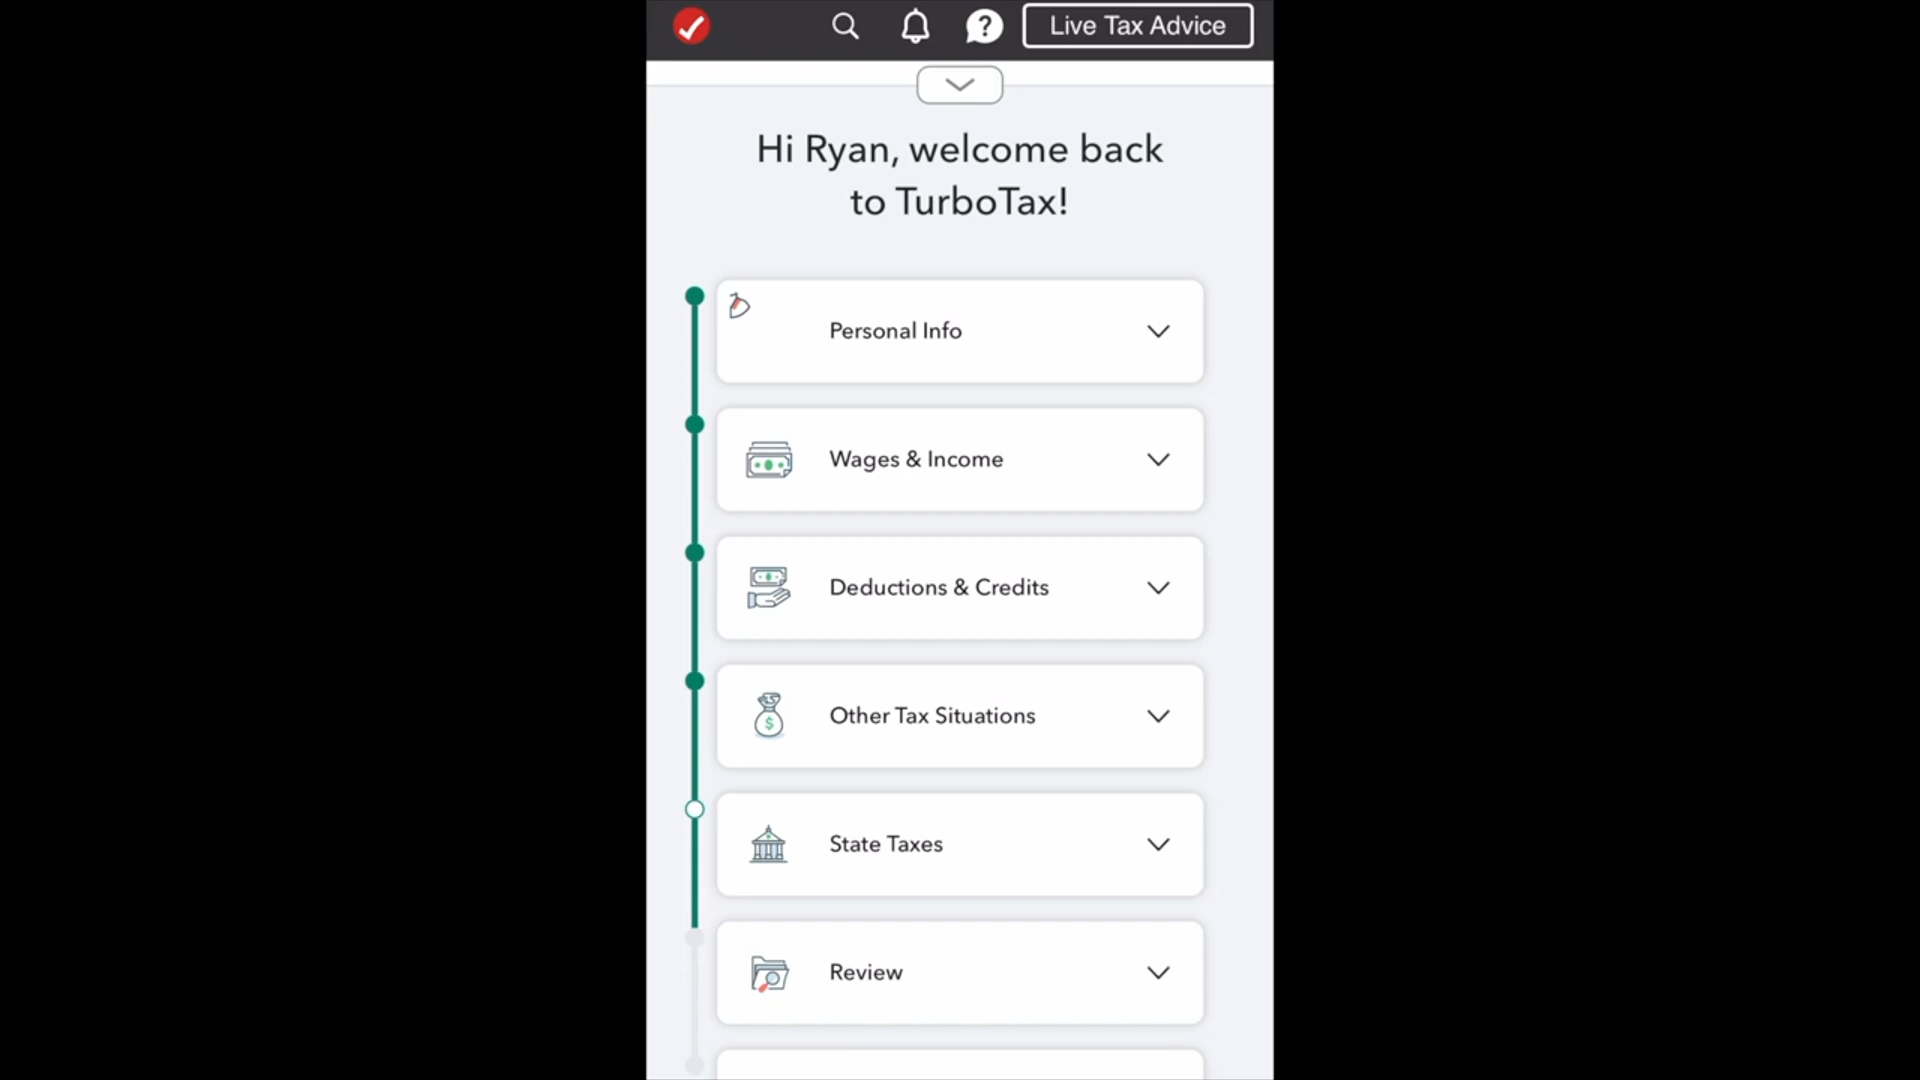 Live Tax Advice
Hi Ryan, welcome back
to TurboTax!
Personal Info
Wages & Income
Deductions & Credits
Other Tax Situations
State Taxes
Review